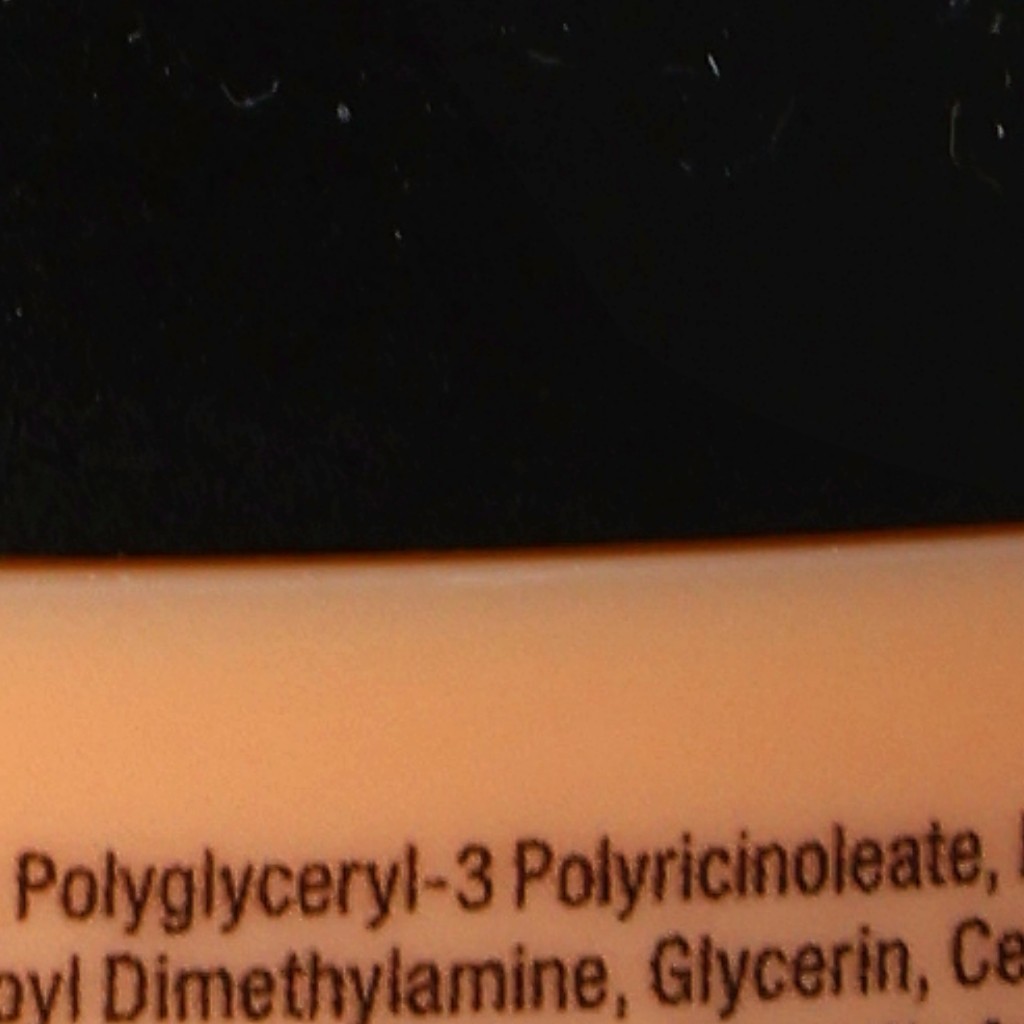 Polyglyceryl-3 Polyricinoleate,
Dimethylamine, Glycerin,